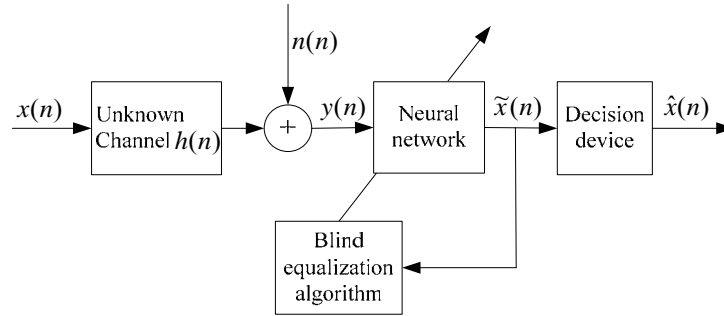 n(n)
x(n)
Unknown
Channel h(n)
+
y(n)
Neural
network
x̃(n)
Decision
device
x̂(n)
Blind
equalization
algorithm